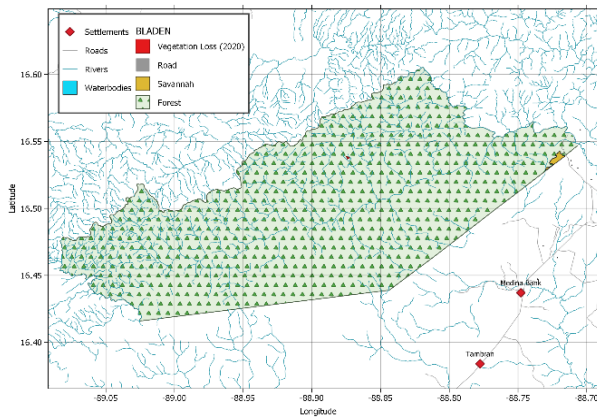 Settlements
Roads
Rivers
Waterbodies
BLADEN
Vegetation Loss (2020)
Road
Savannah
Forest
16.60
16.55
16.50
16.45
16.40
Latitude
Medina Bank
Tambran
-89.05
-89.00
-88.95
-88.90
-88.85
-88.80
-88.75
-88.70
Longitude